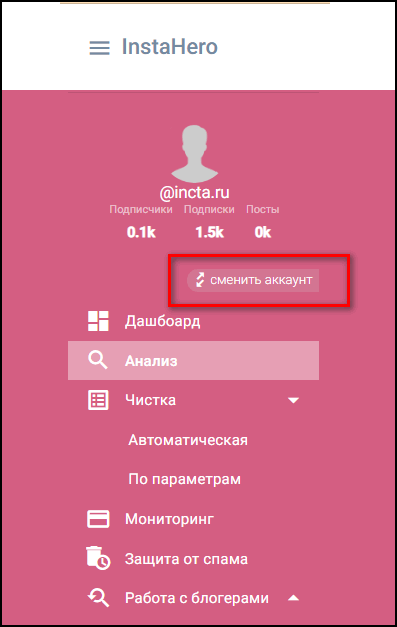 InstaHero
@incta.ru
Подписчики Подписки Посты
0.1k 1.5k 0k
сменить аккаунт
Дашбоард
Анализ
Чистка
Автоматическая
По параметрам
Мониторинг
Защита от спама
Работа с блогерами